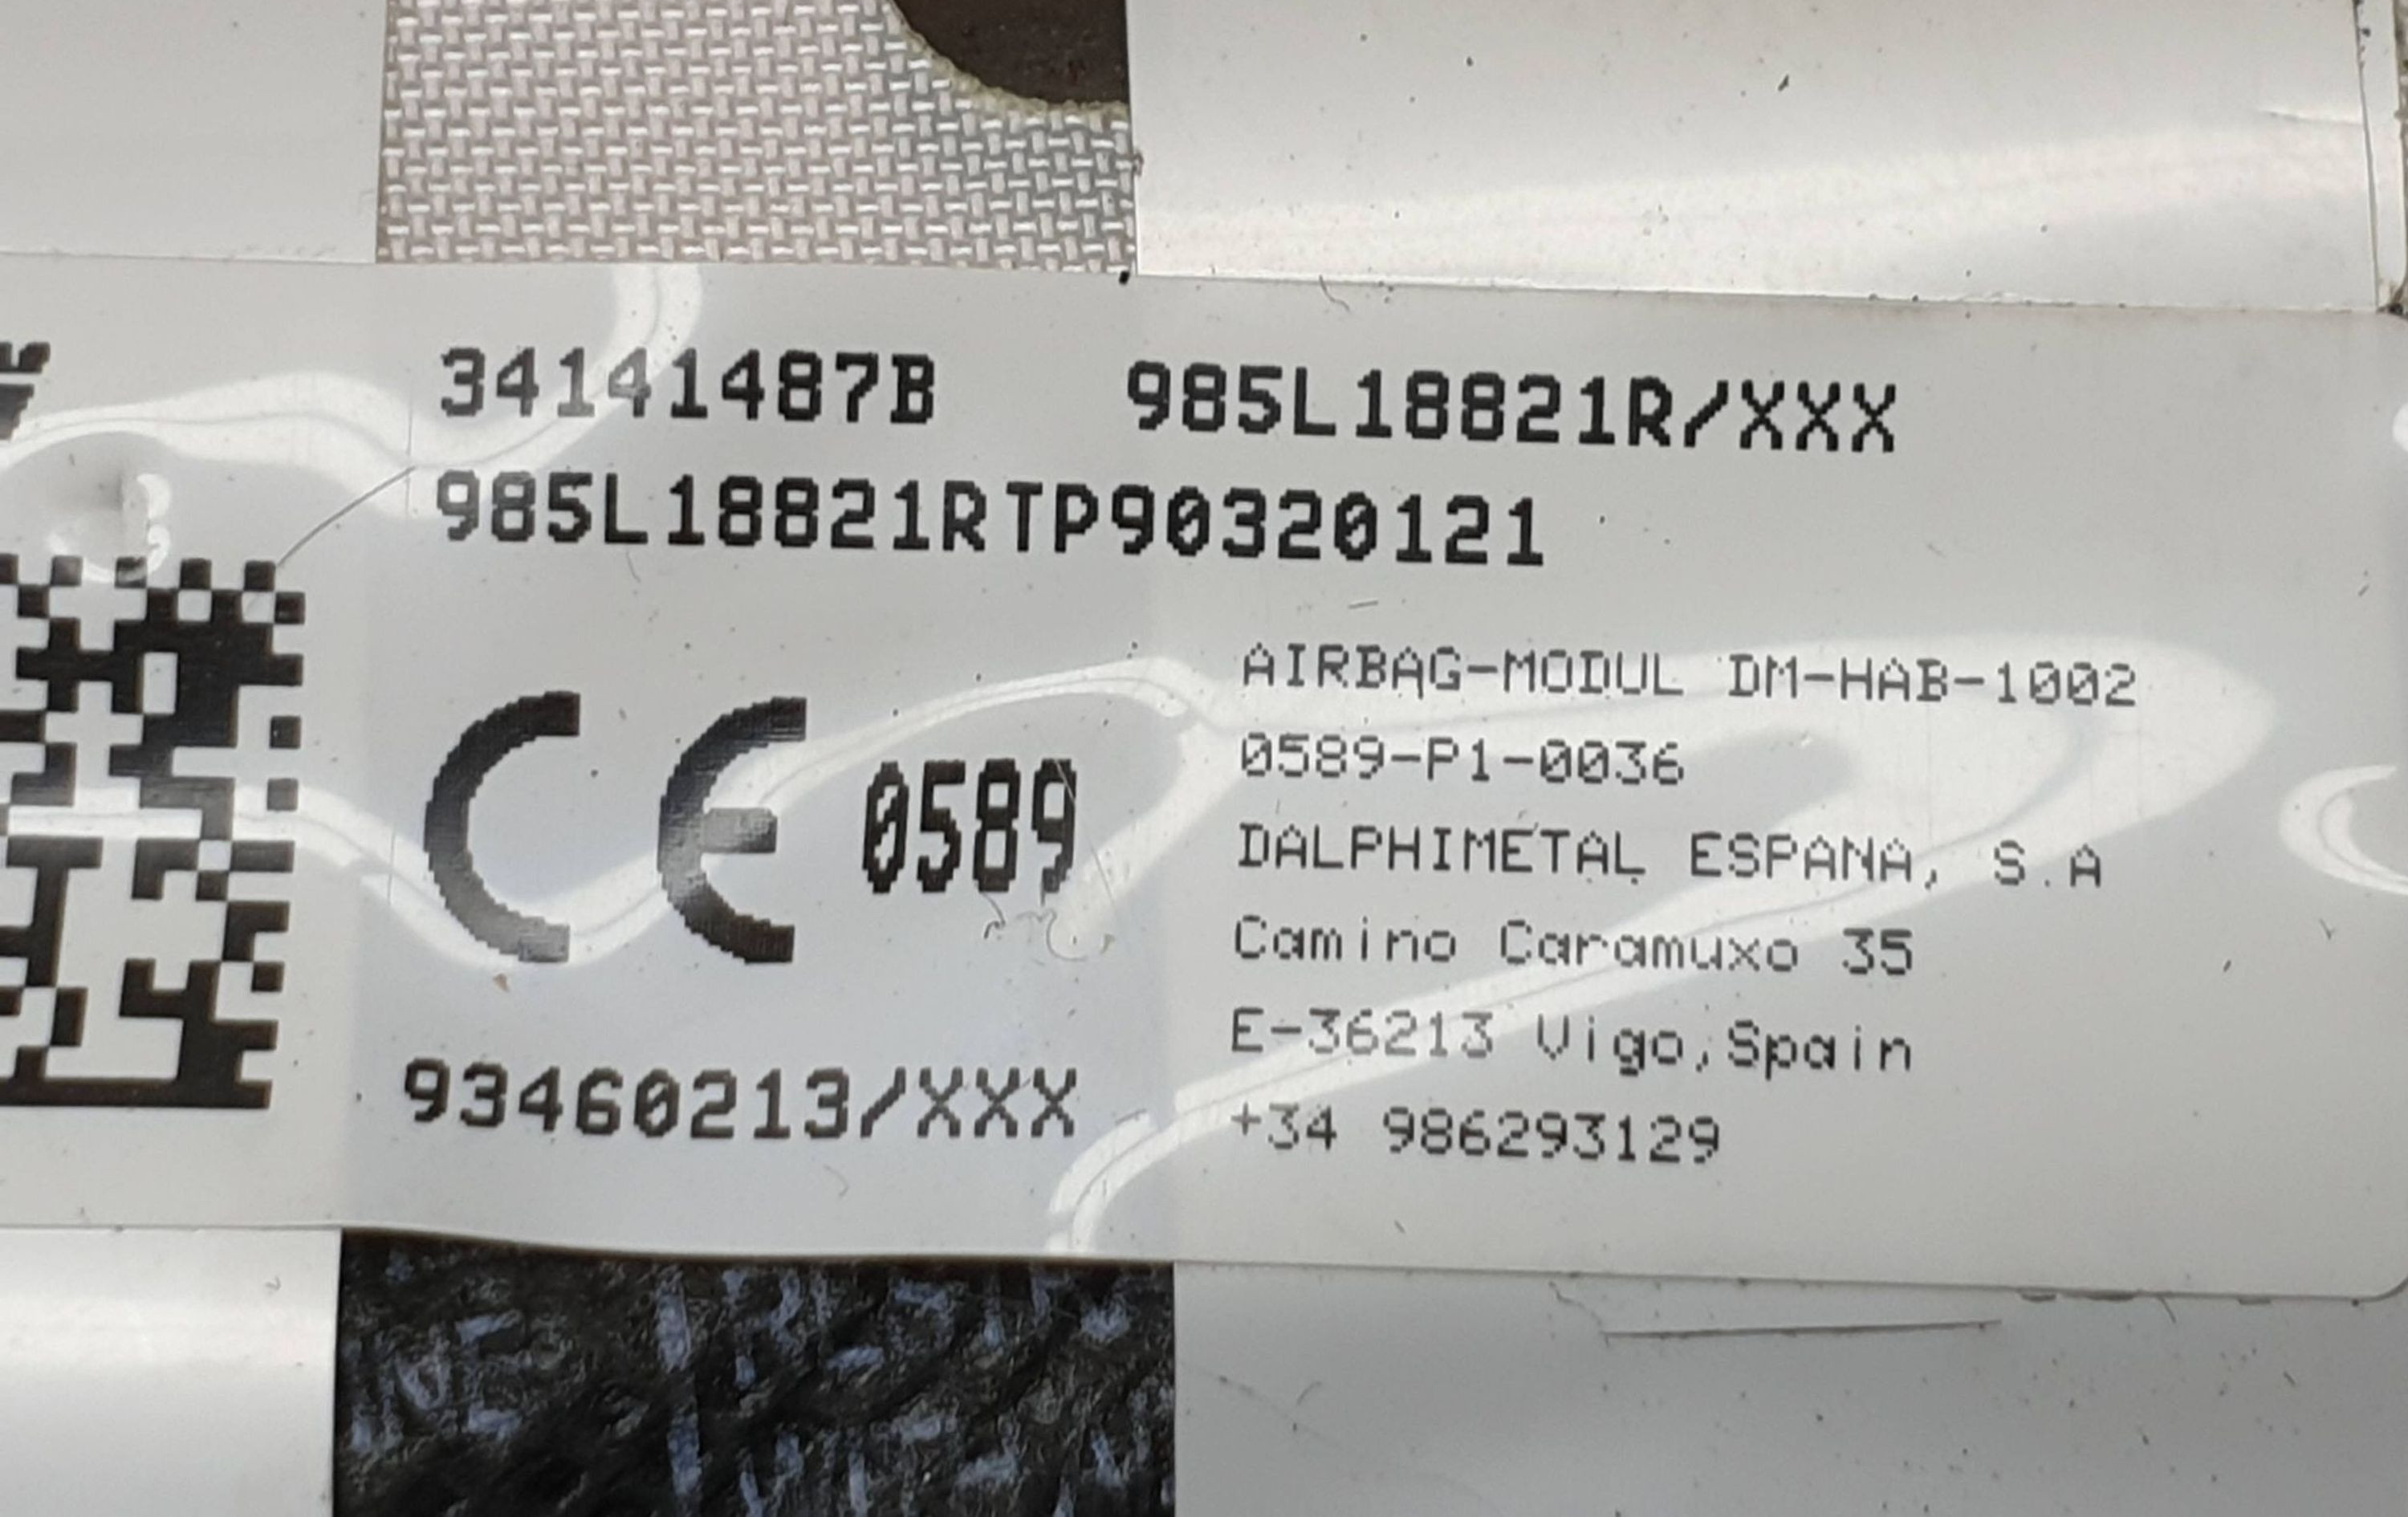 34141487B 985L18821R/XXX
985L18821RTP90320121
CE 0589
AIRBAG-MODUL DM-HAB-1002
0589-P1-0036
DALPHIMETAL ESPANA, S.A
Camino Caramuxo 35
E-36213 Vigo,Spain
+34 986293129
93460213/XXX